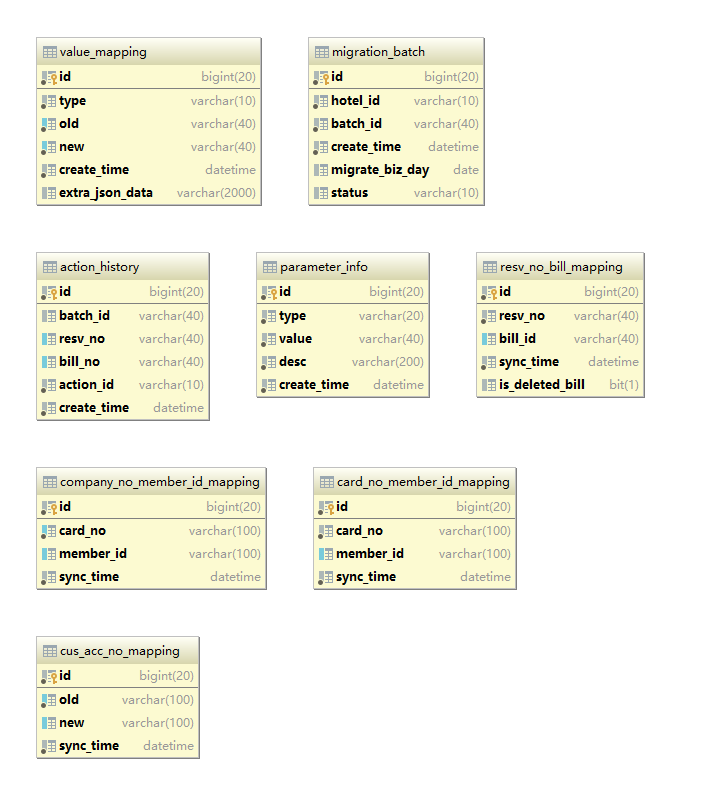 value_mapping
id bigint(20)
type varchar(10)
old varchar(40)
new varchar(40)
create_time datetime
extra_json_data varchar(2000)
migration_batch
id bigint(20)
hotel_id varchar(10)
batch_id varchar(40)
create_time datetime
migrate_biz_day date
status varchar(10)
action_history
id bigint(20)
batch_id varchar(40)
resv_no varchar(40)
bill_no varchar(40)
action_id varchar(10)
create_time datetime
parameter_info
id bigint(20)
type varchar(20)
value varchar(40)
desc varchar(200)
create_time datetime
resv_no_bill_mapping
id bigint(20)
resv_no varchar(40)
bill_id varchar(40)
sync_time datetime
is_deleted_bill bit(1)
company_no_member_id_mapping
id bigint(20)
card_no varchar(100)
member_id varchar(100)
sync_time datetime
card_no_member_id_mapping
id bigint(20)
card_no varchar(100)
member_id varchar(100)
sync_time datetime
cus_acc_no_mapping
id bigint(20)
old varchar(100)
new varchar(100)
sync_time datetime